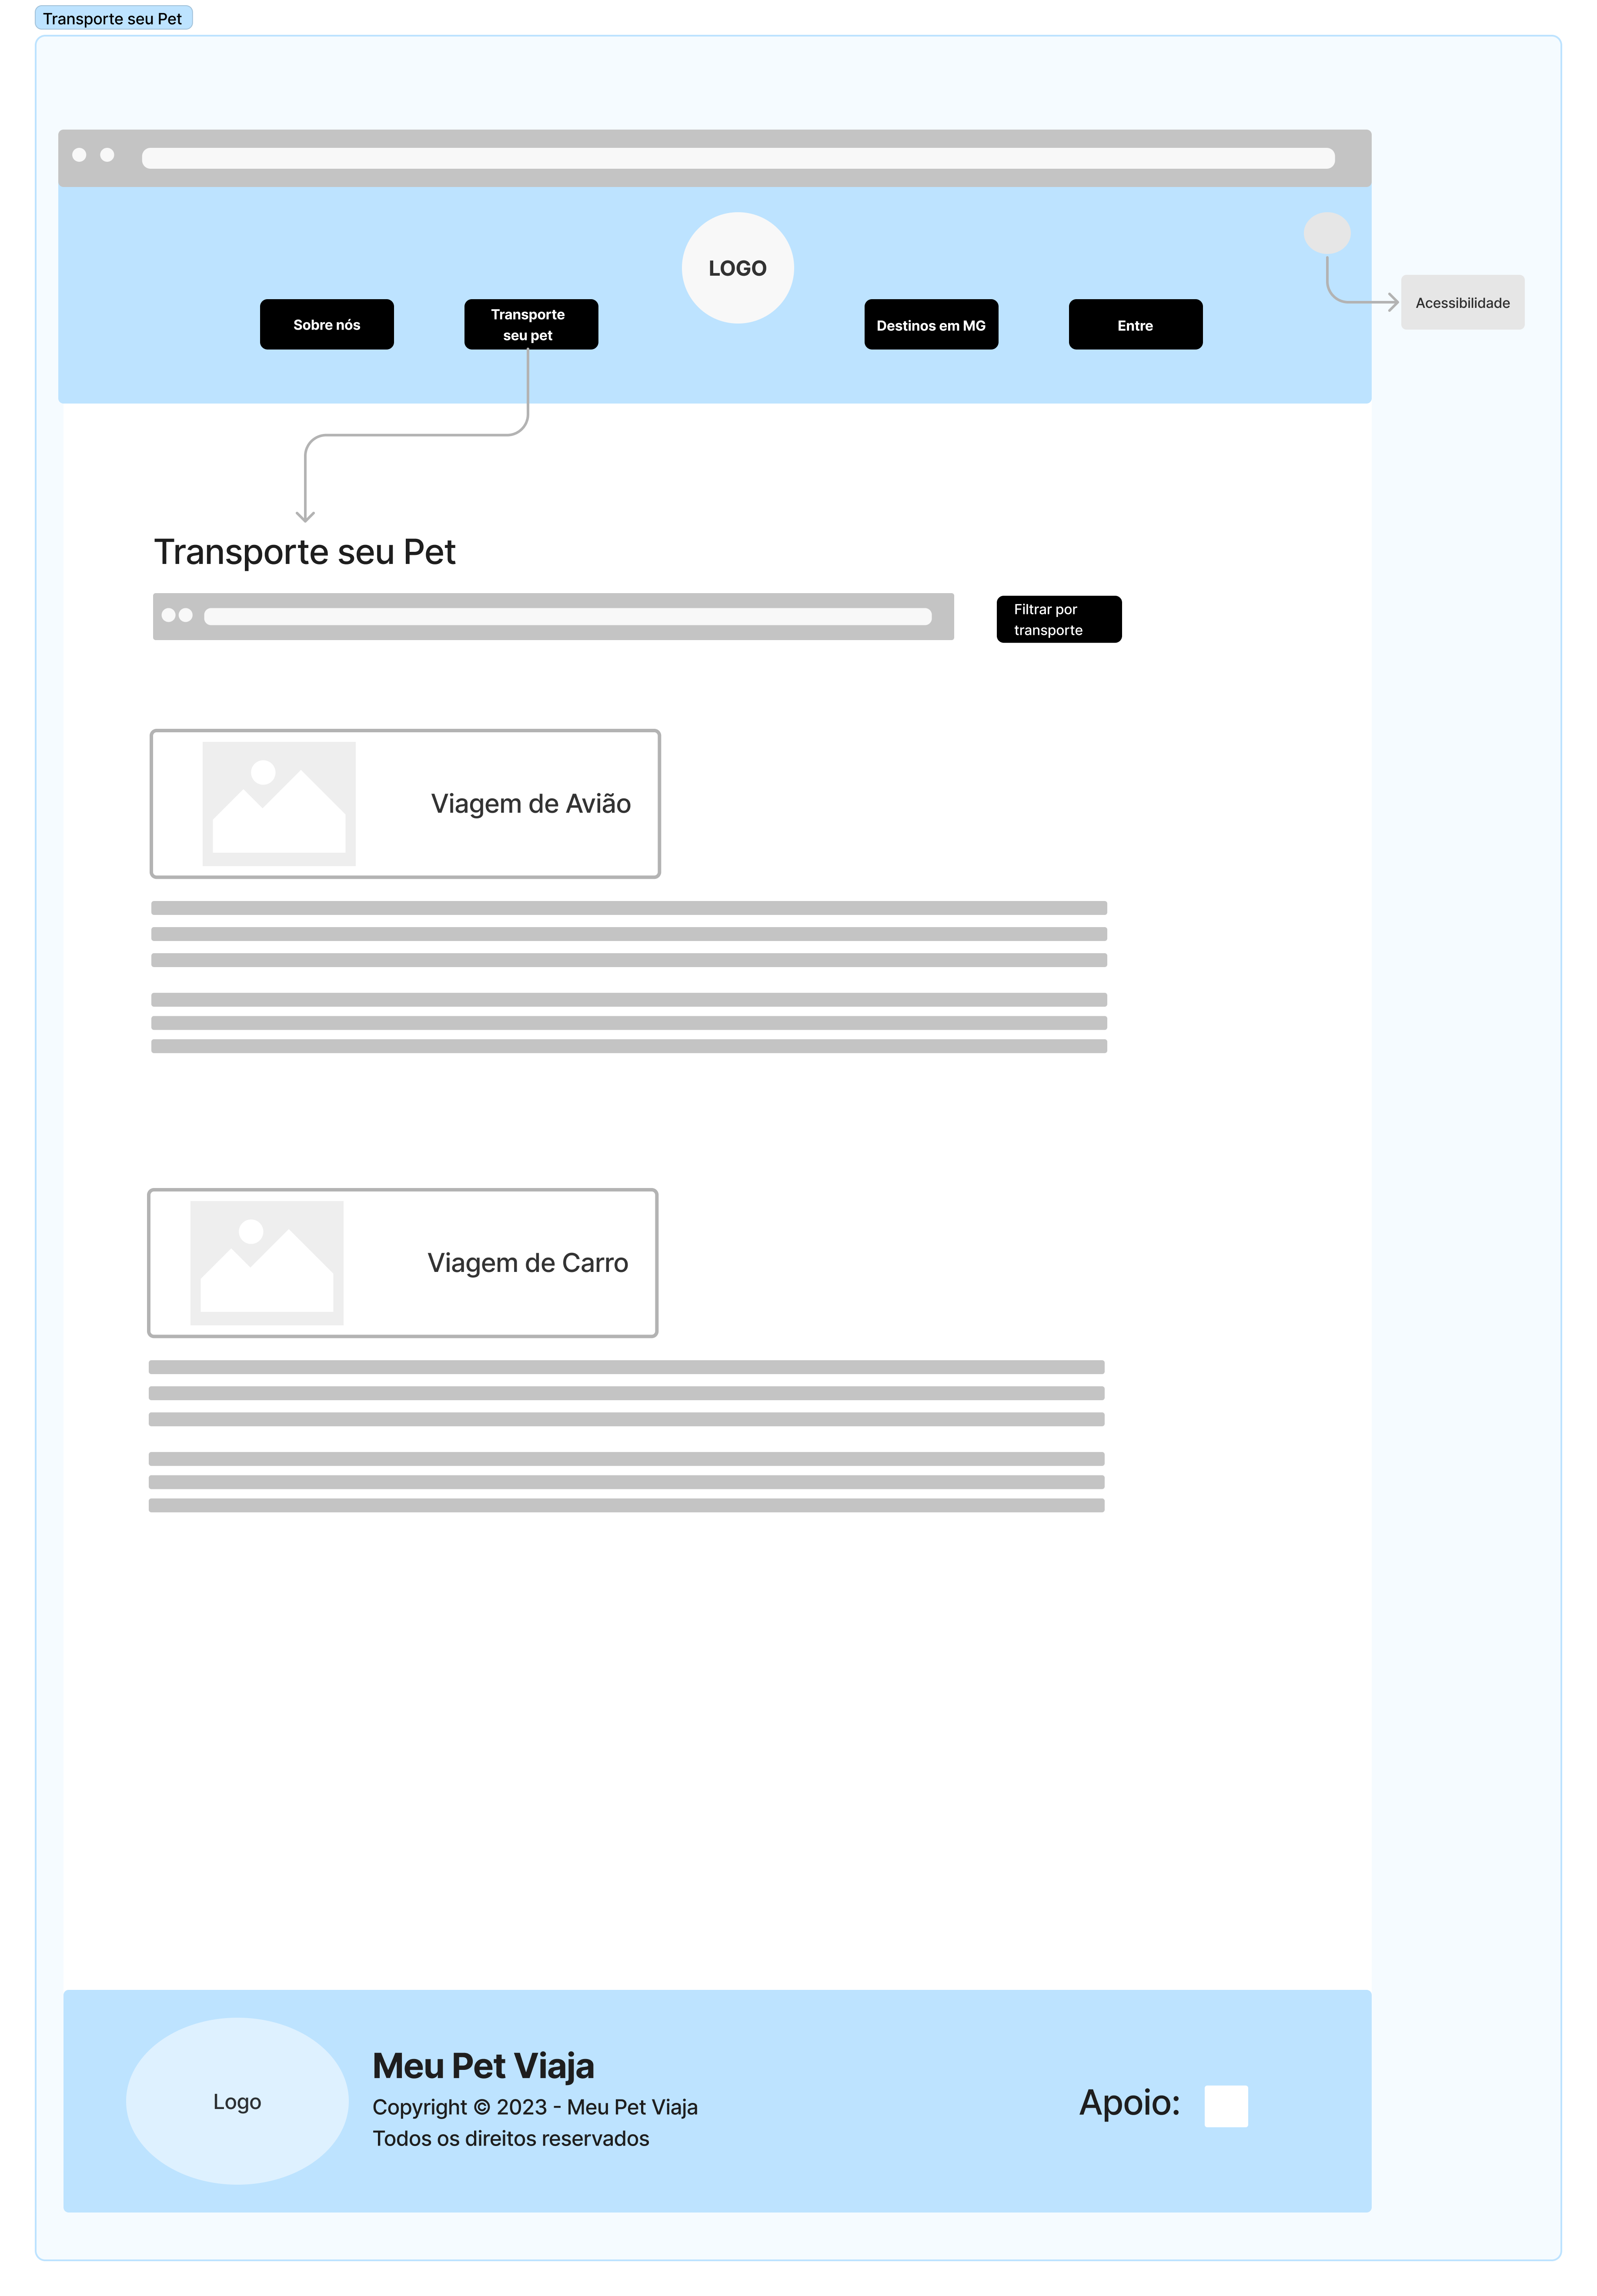 Transporte seu Pet
LOGO
Sobre nós
Transporte
seu pet
Destinos em MG
Entre
Acessibilidade
Transporte seu Pet
Filtrar por
transporte
Viagem de Avião
Viagem de Carro
Logo
Meu Pet Viaja
Copyright © 2023 - Meu Pet Viaja
Todos os direitos reservados
Apoio: